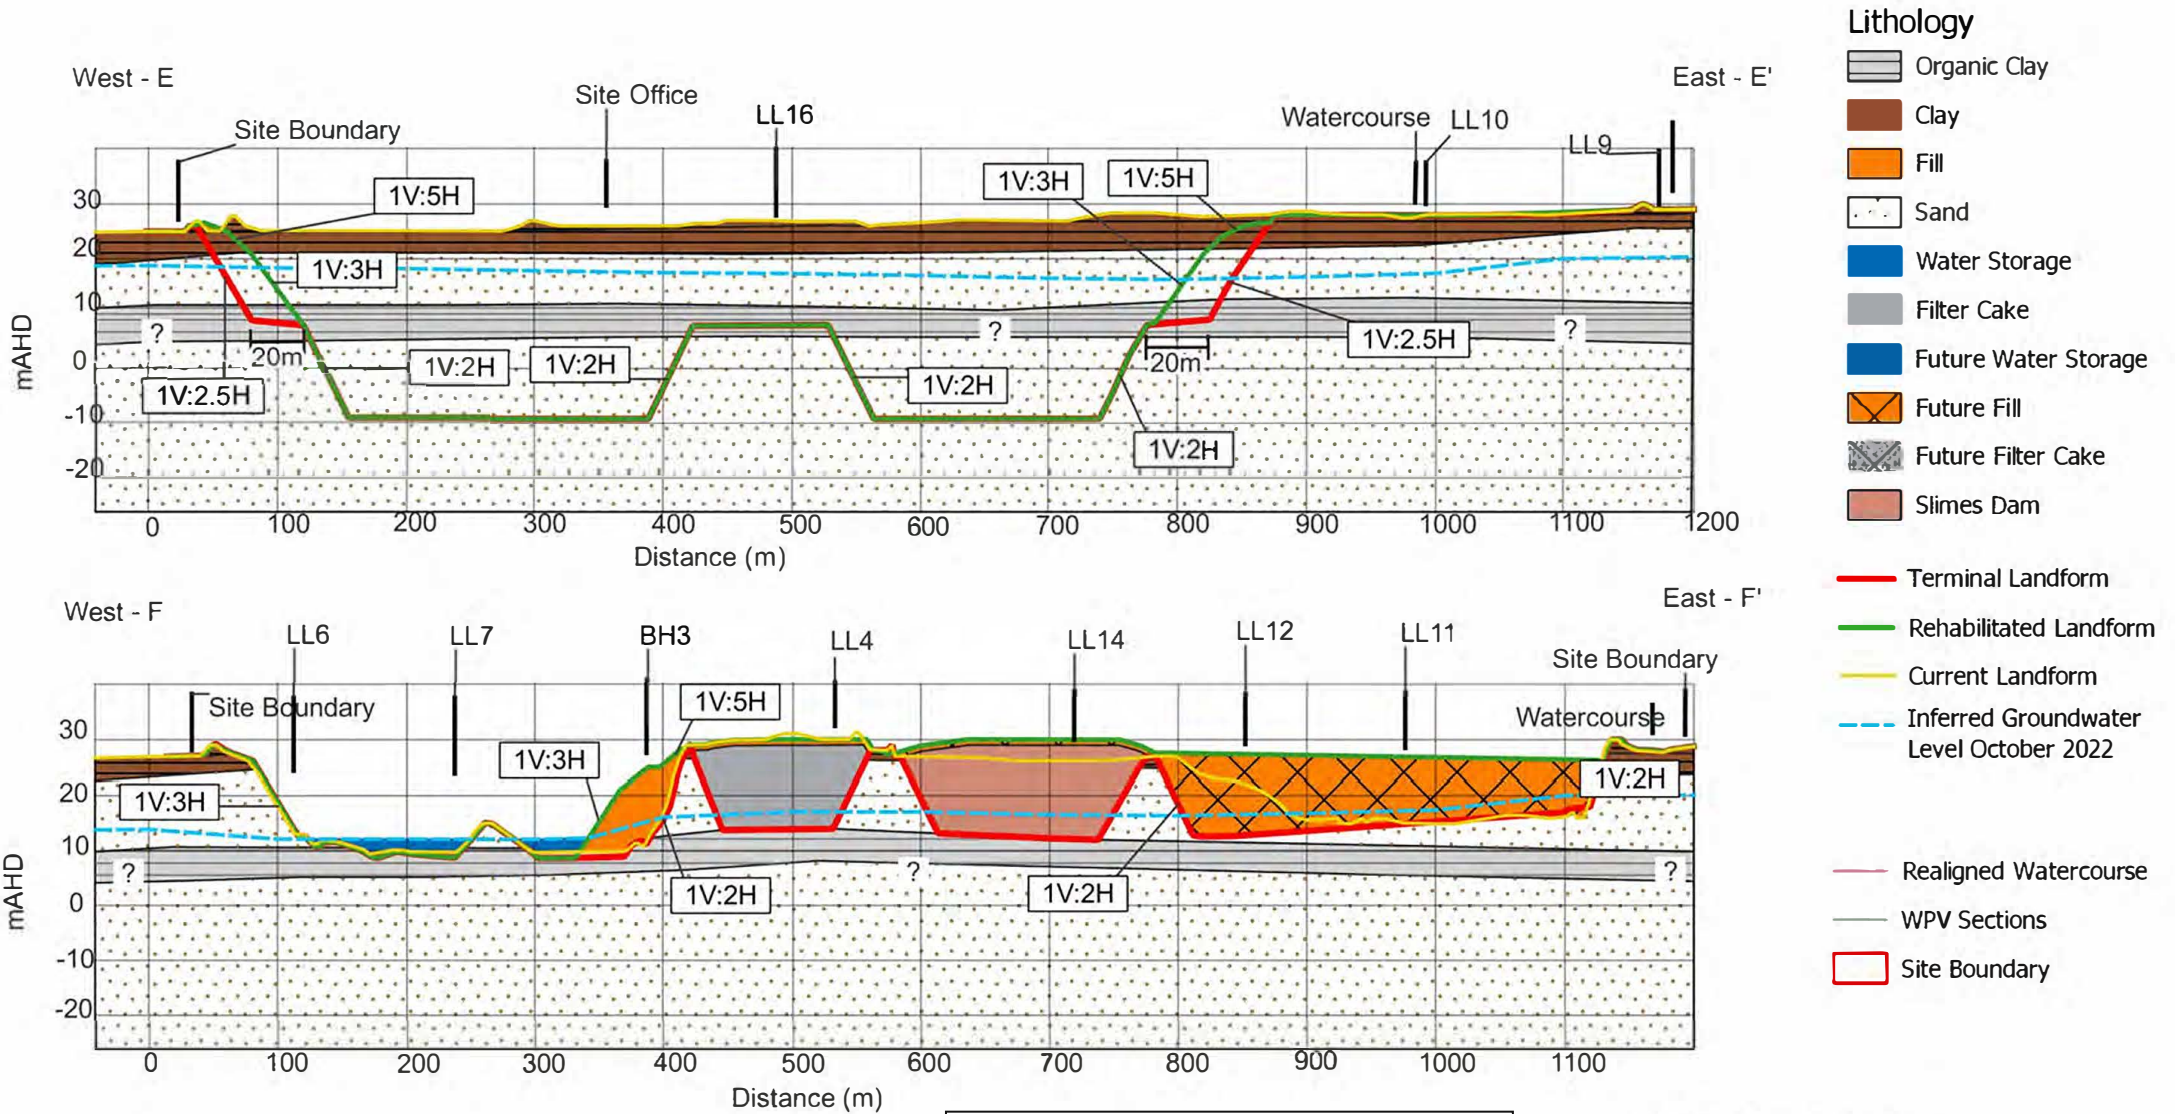 West - E
East - E'
Site Office
LL16
Watercourse
LL10
Site Boundary
LL9
1V:5H
1V:3H
1V:5H
1V:3H
30
20
10
0
-10
-20
mAHD
?
?
?
20m
1V:2H
1V:2H
1V:2H
20m
1V:2.5H
1V:2.5H
1V:2H
0
100
200
300
400
500
600
700
800
900
1000
1100
1200
Distance (m)
West - F
East - F'
LL6
LL7
BH3
LL4
LL14
LL12
LL11
Site Boundary
Site Boundary
1V:5H
Watercourse
1V:3H
1V:3H
1V:2H
30
20
10
0
-10
-20
mAHD
?
?
?
1V:2H
1V:2H
0
100
200
300
400
500
600
700
800
900
1000
1100
Distance (m)
Lithology
Organic Clay
Clay
Fill
Sand
Water Storage
Filter Cake
Future Water Storage
Future Fill
Future Filter Cake
Slimes Dam
Terminal Landform
Rehabilitated Landform
Current Landform
Inferred Groundwater
Level October 2022
Realigned Watercourse
WPV Sections
Site Boundary